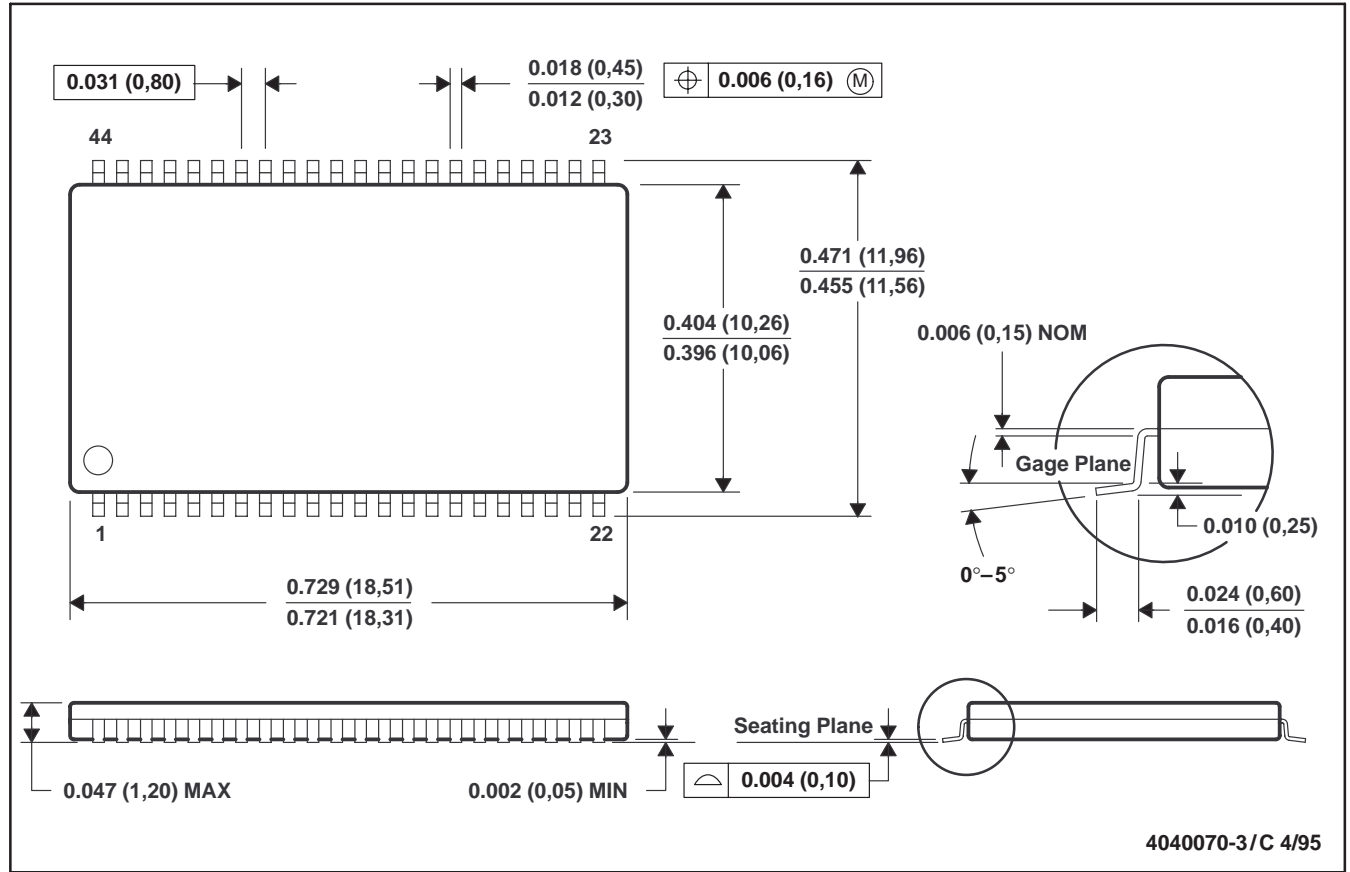 0.031 (0,80)
0.018 (0,45)
0.012 (0,30)
0.006 (0,16) Ⓜ
44
23
0.471 (11,96)
0.455 (11,56)
0.404 (10,26)
0.396 (10,06)
0.006 (0,15) NOM
Gage Plane
0.010 (0,25)
1
22
0°–5°
0.729 (18,51)
0.721 (18,31)
0.024 (0,60)
0.016 (0,40)
Seating Plane
0.047 (1,20) MAX
0.002 (0,05) MIN
0.004 (0,10)
4040070-3/C 4/95